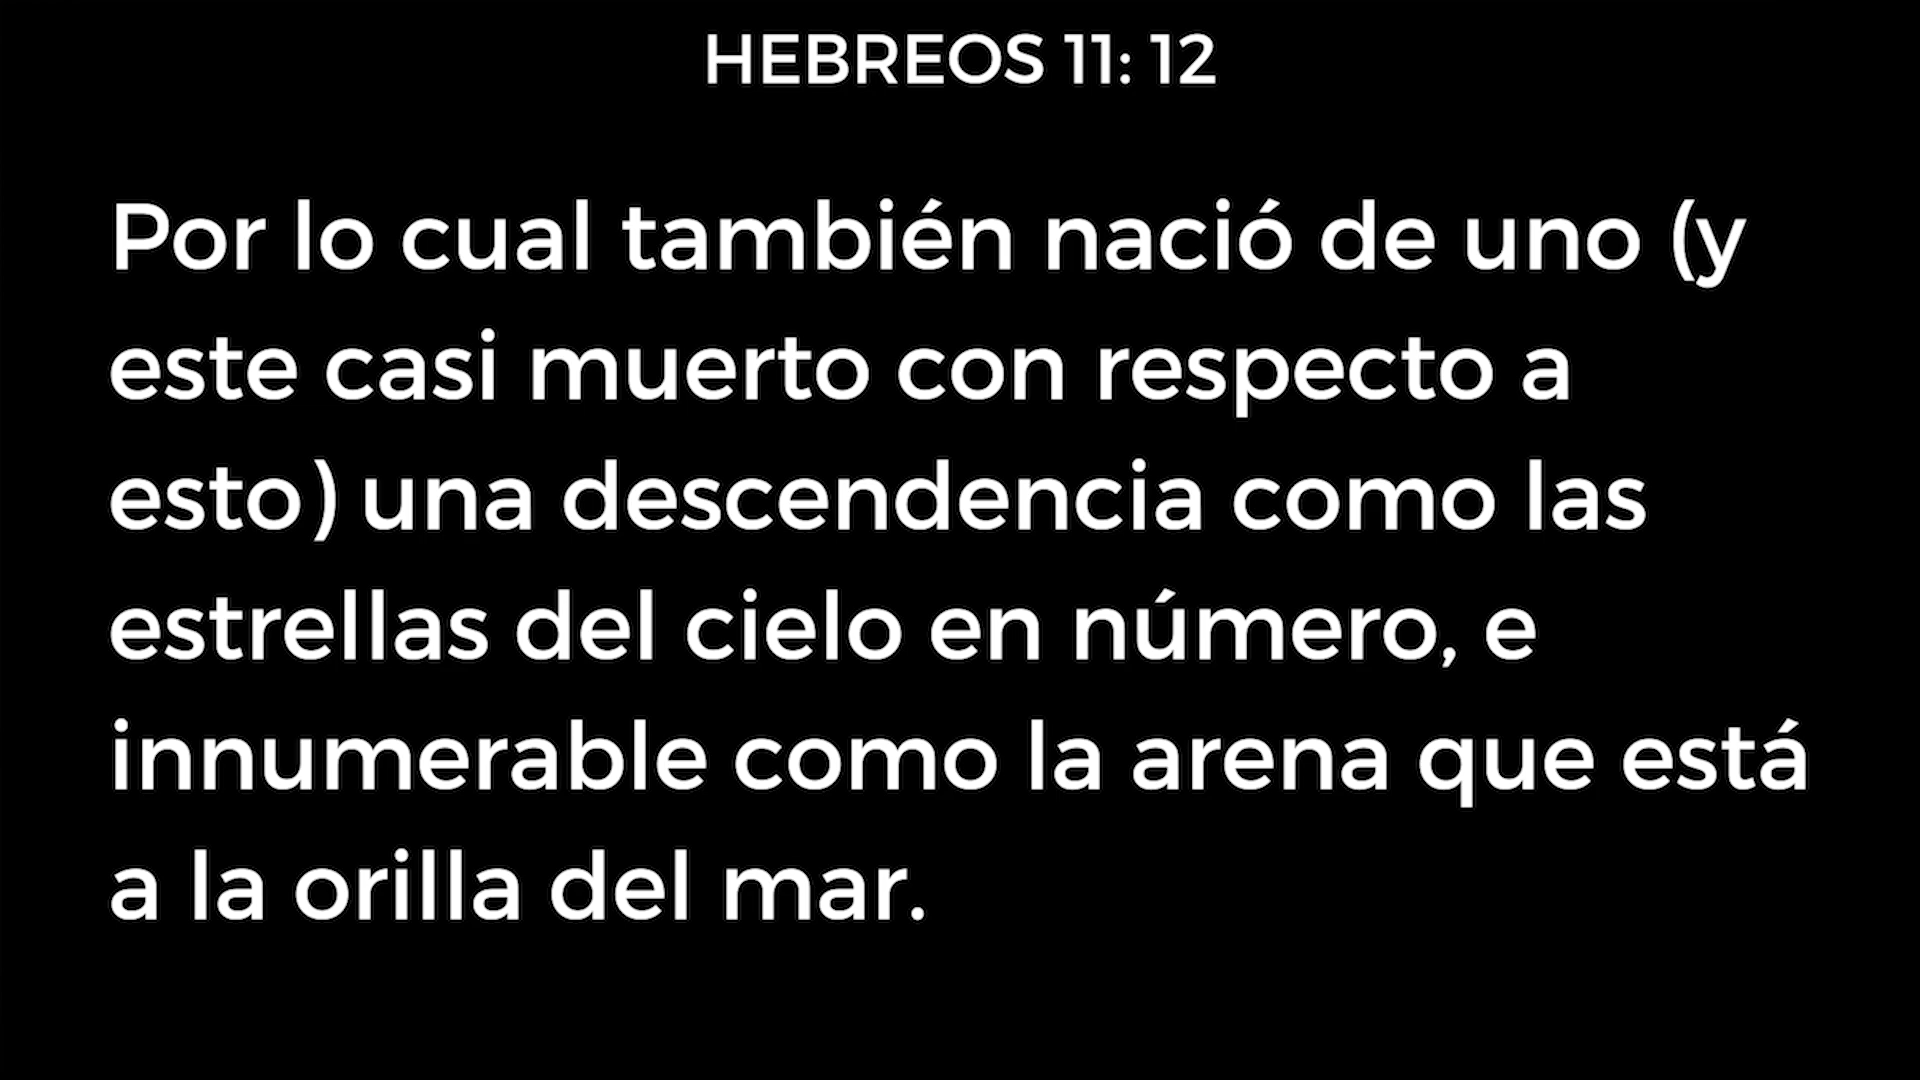 HEBREOS 11: 12
Por lo cual también nació de uno (y
este casi muerto con respecto a
esto) una descendencia como las
estrellas del cielo en número, e
innumerable como la arena que está
a la orilla del mar.